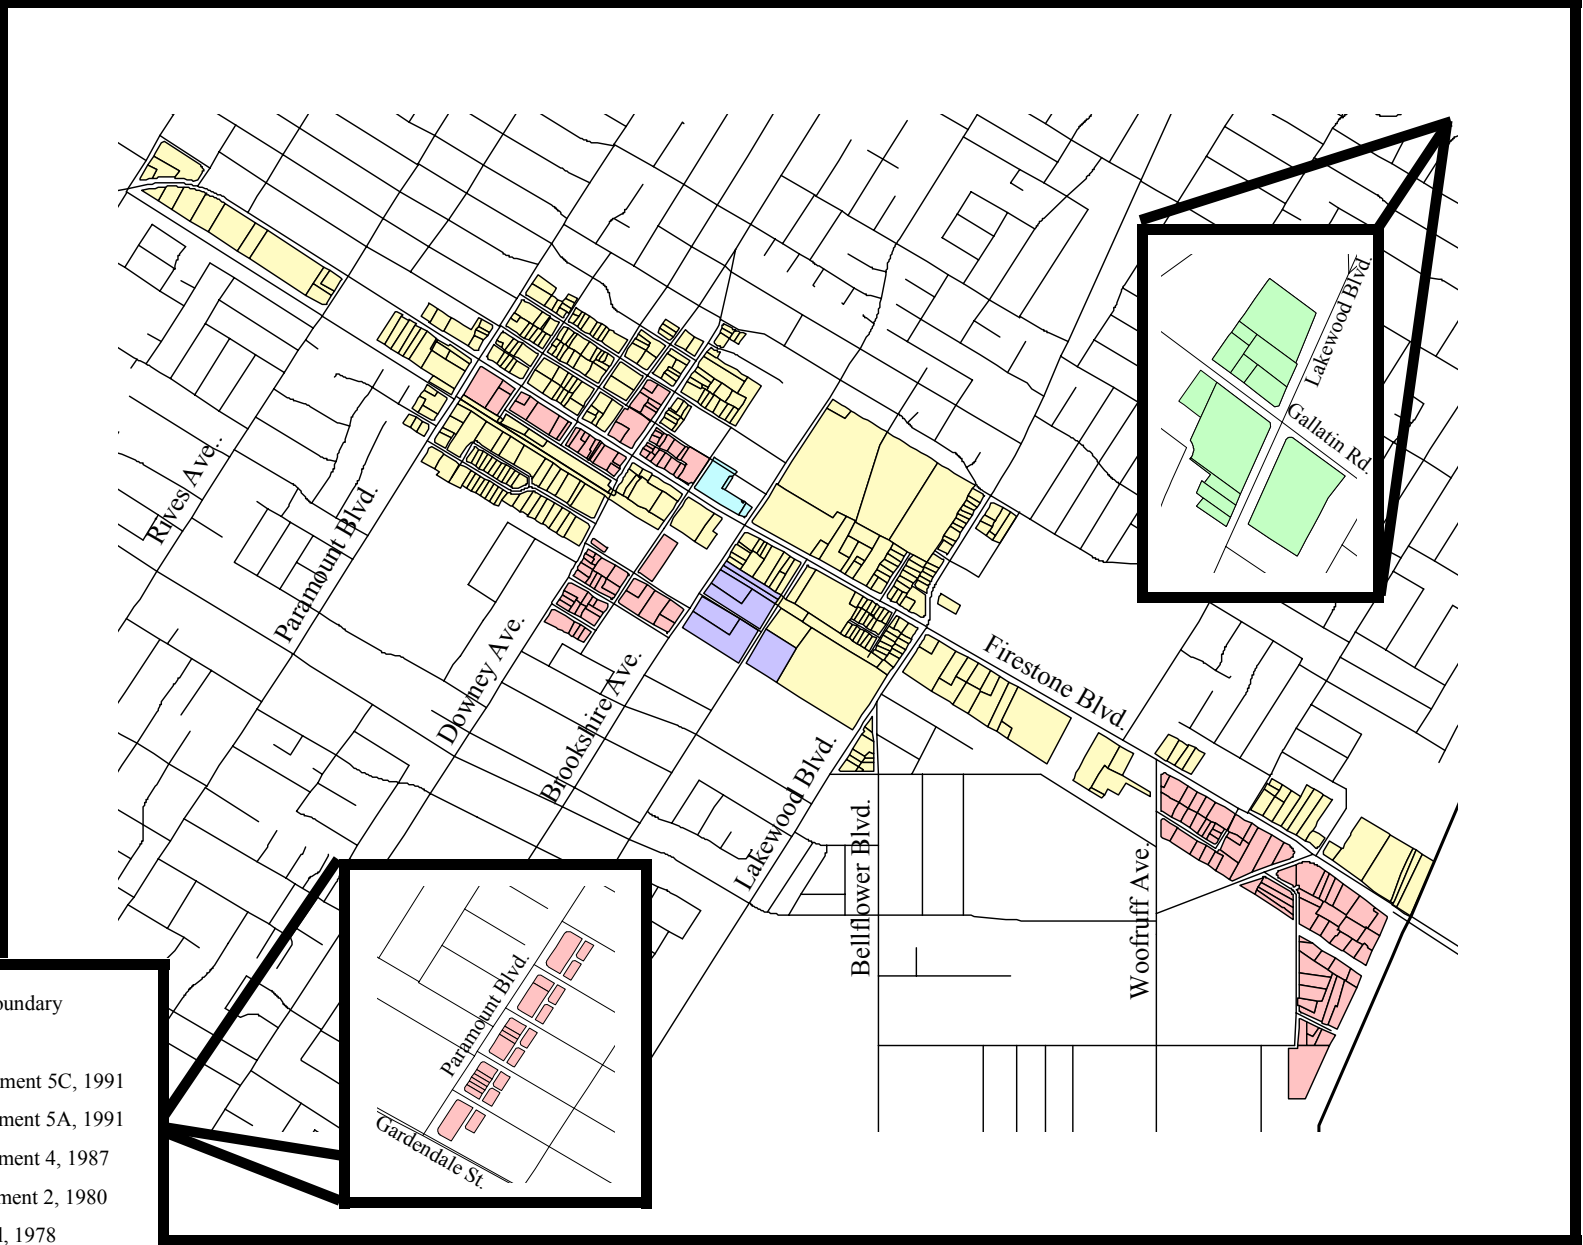 Lakewood Blvd.
Gallatin Rd.
Rives Ave..
Paramount Blvd.
Downey Ave.
Brookshire Ave.
Firestone Blvd.
Lakewood Blvd.
Bellflower Blvd.
Woofruff Ave.
Paramount Blvd.
Gardendale St.
oundary
ment 5C, 1991
ment 5A, 1991
ment 4, 1987
ment 2, 1980
l, 1978